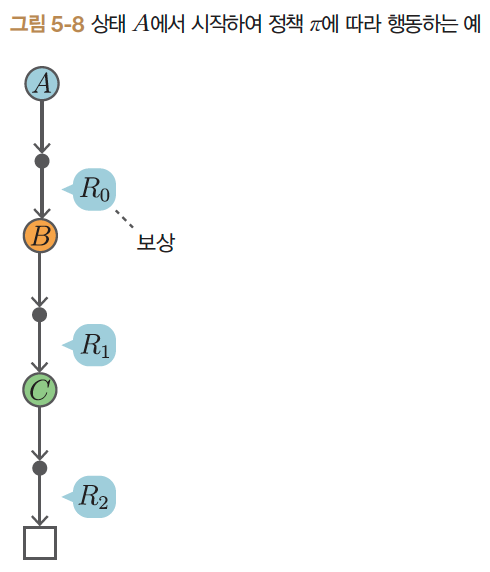 그림 5-8 상태 A에서 시작하여 정책 π에 따라 행동하는 예
A
R₀
B
보상
R₁
C
R₂